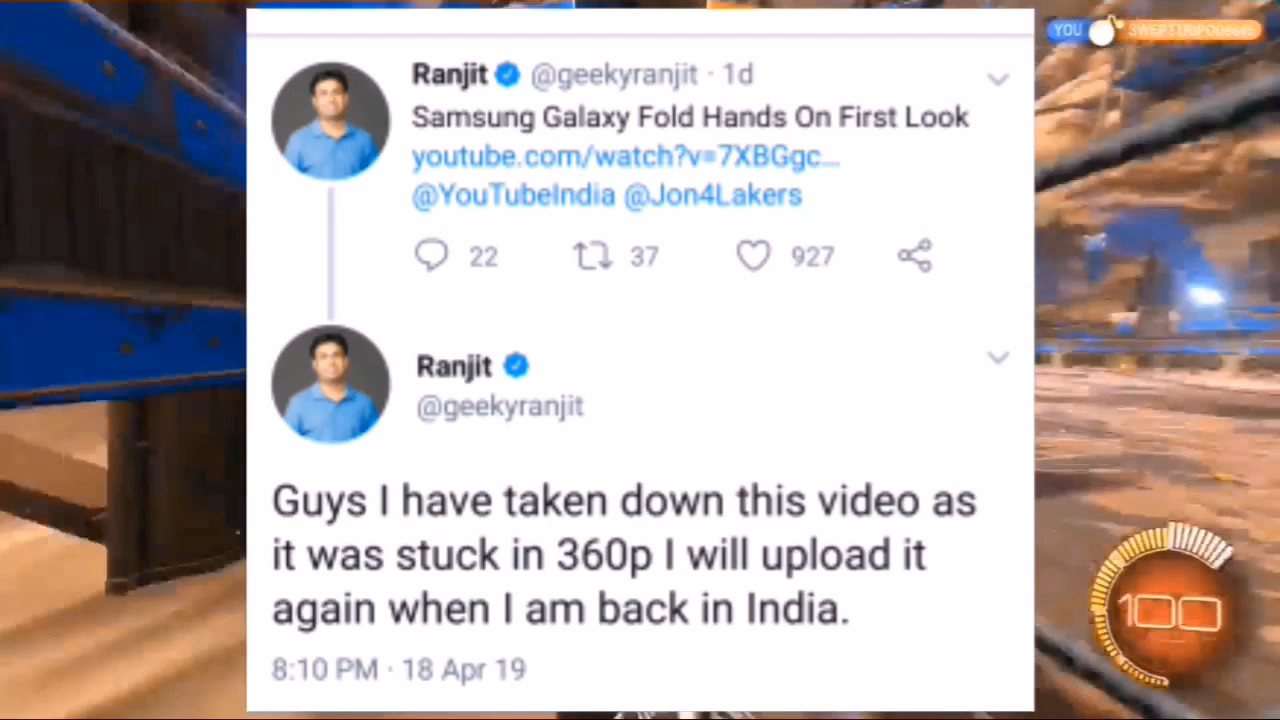 YOU
Ranjit @geekyranjit · 1d
Samsung Galaxy Fold Hands On First Look
youtube.com/watch?v=7XBGgc...
@YouTubeIndia @Jon4Lakers
22 37 927
Ranjit
@geekyranjit
Guys I have taken down this video as
it was stuck in 360p I will upload it
again when I am back in India.
8:10 PM · 18 Apr 19
100